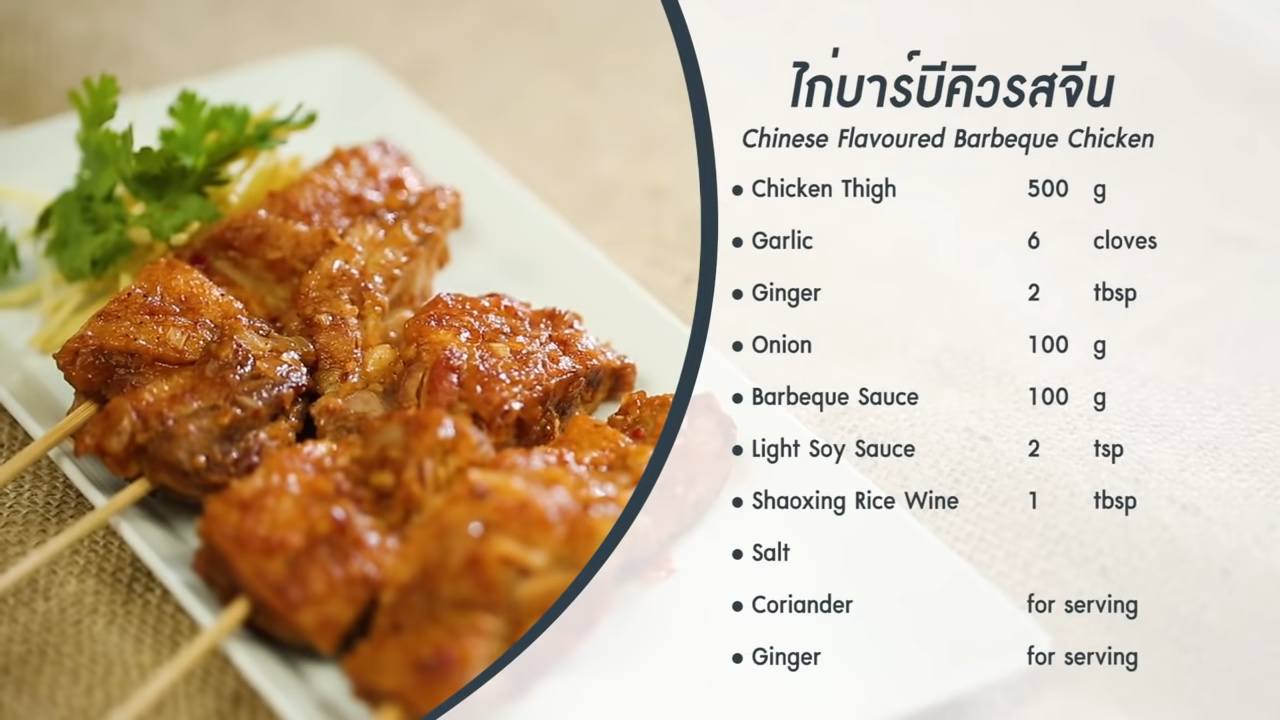 ไก่บาร์บีคิวรสจีน
Chinese Flavoured Barbeque Chicken
• Chicken Thigh 500 g
• Garlic 6 cloves
• Ginger 2 tbsp
• Onion 100 g
• Barbeque Sauce 100 g
• Light Soy Sauce 2 tsp
• Shaoxing Rice Wine 1 tbsp
• Salt
• Coriander for serving
• Ginger for serving